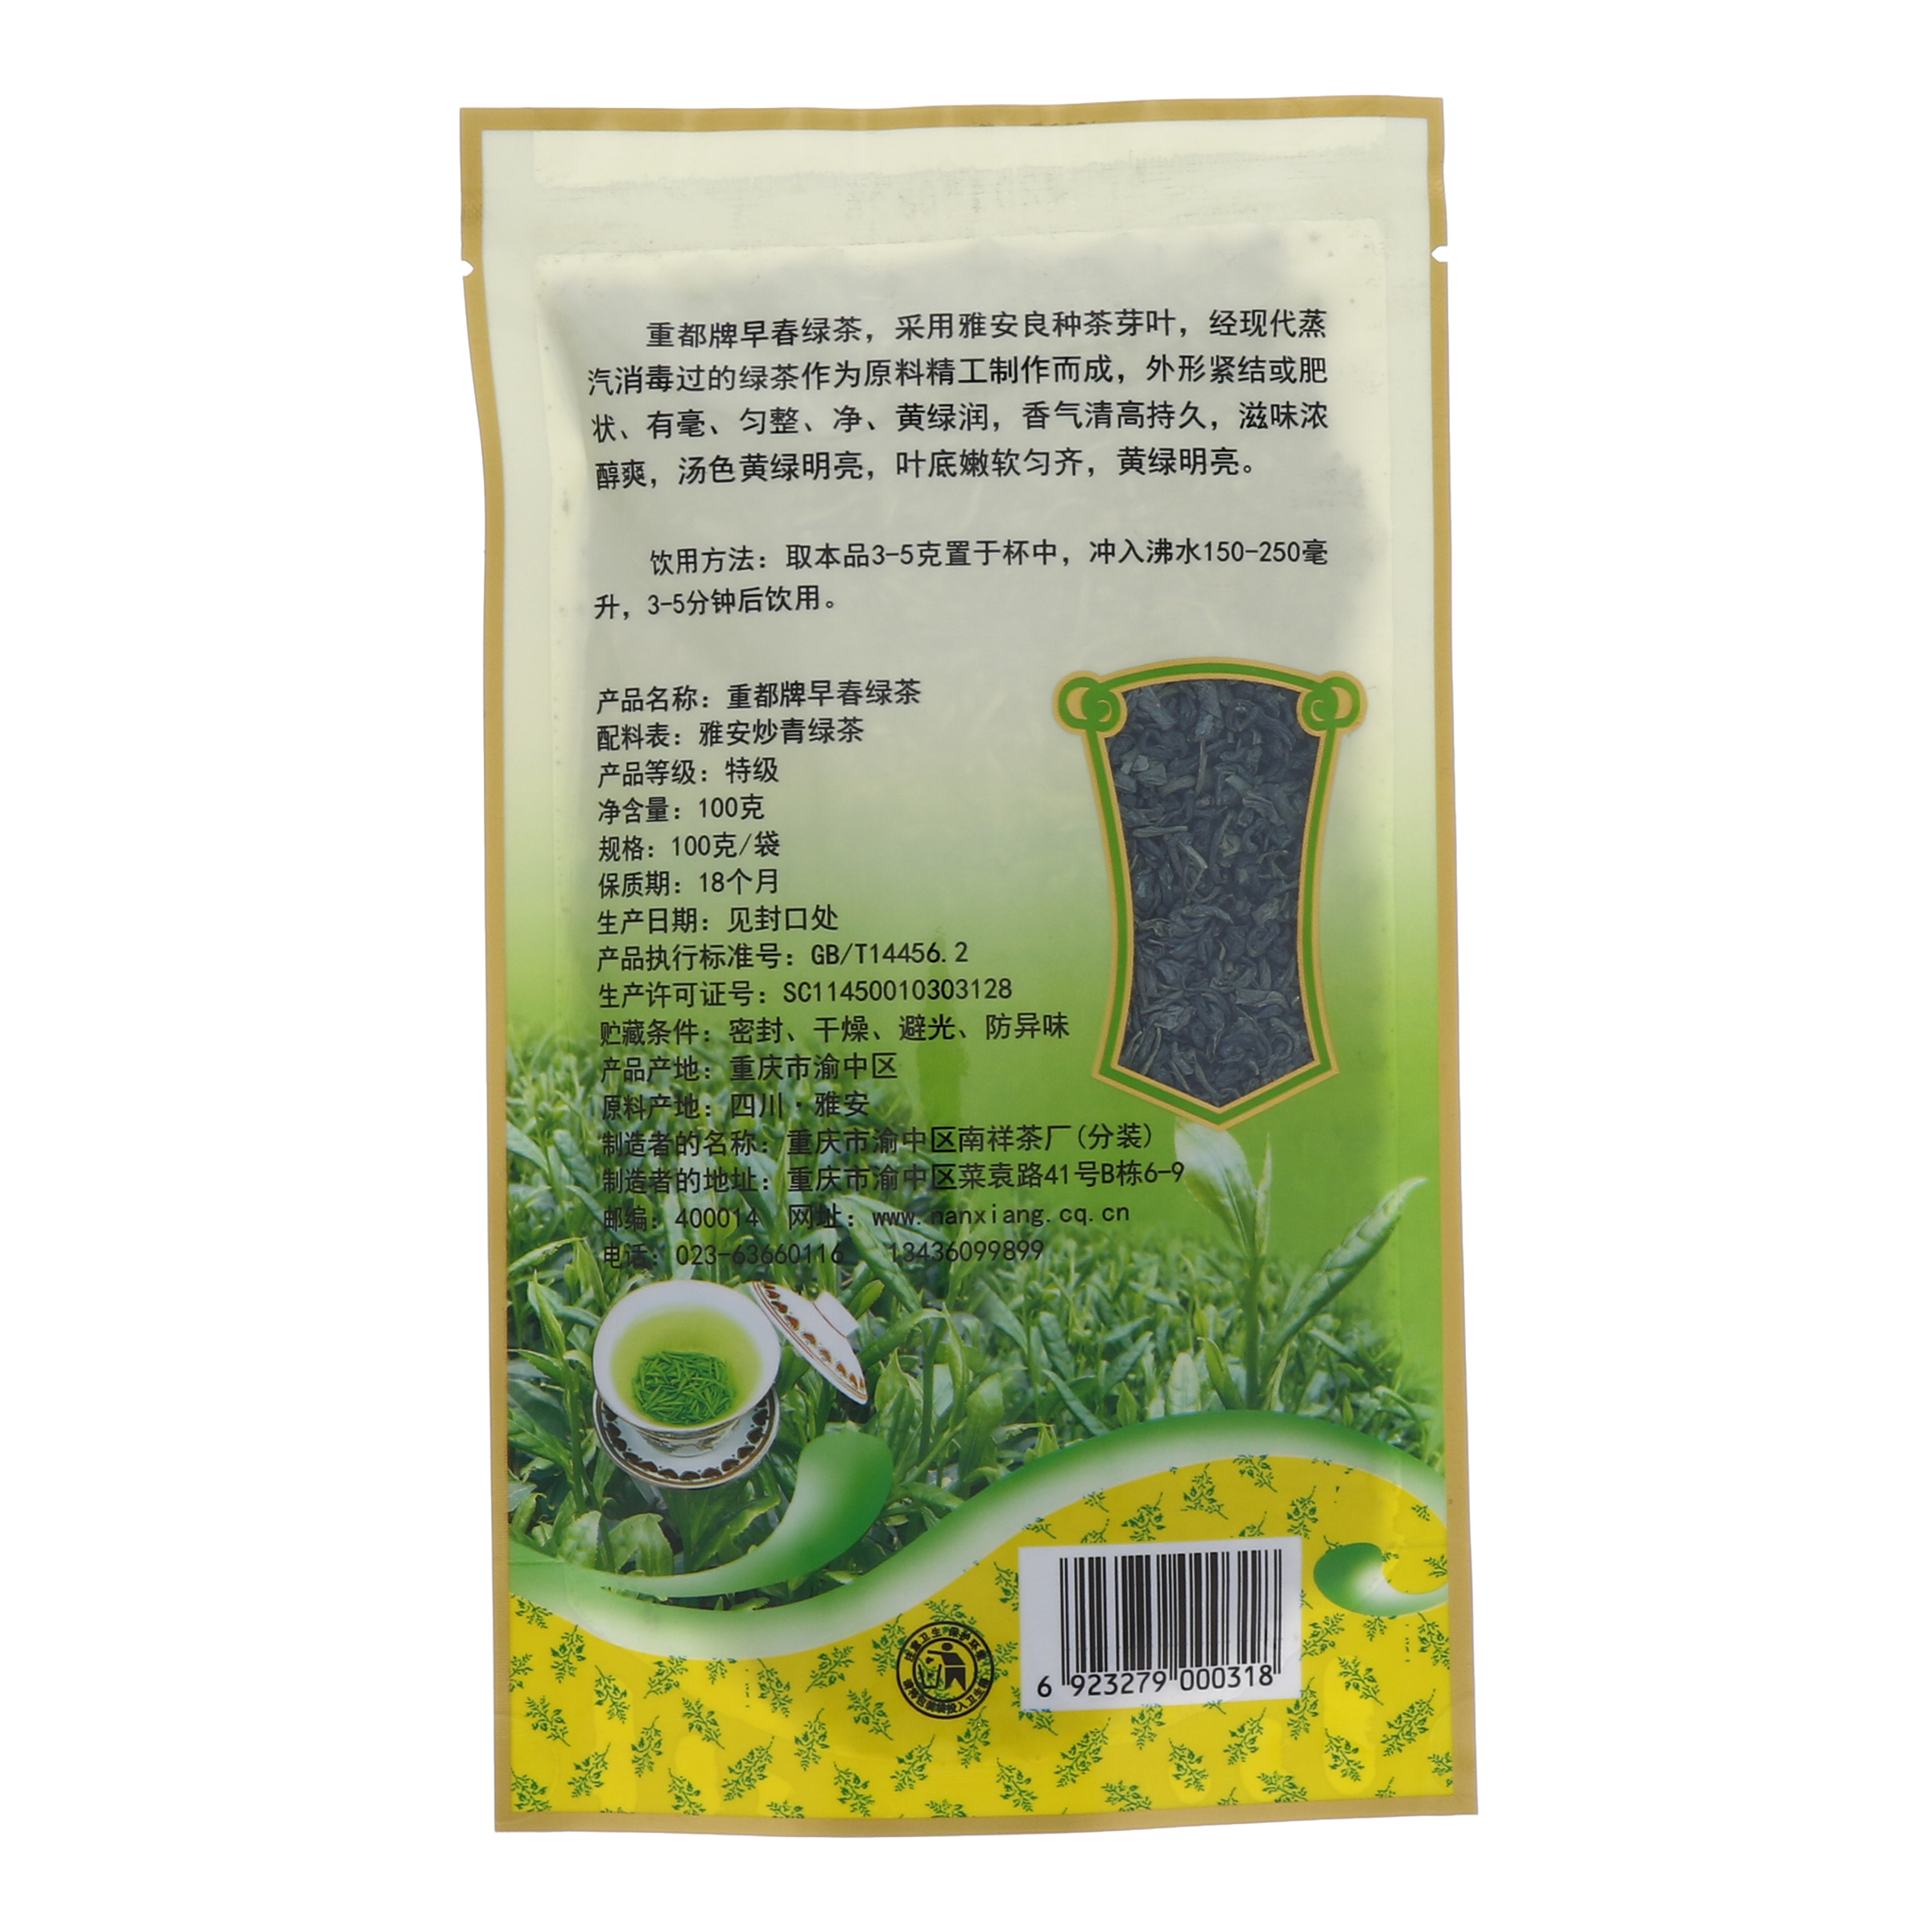 重都牌早春绿茶，采用雅安良种茶芽叶，经现代蒸
汽消毒过的绿茶作为原料精工制作而成，外形紧结或肥
状、有毫、匀整、净、黄绿润，香气清高持久，滋味浓
醇爽，汤色黄绿明亮，叶底嫩软匀齐，黄绿明亮。
饮用方法：取本品3-5克置于杯中，冲入沸水150-250毫
升，3-5分钟后饮用。
产品名称：重都牌早春绿茶
配料表：雅安炒青绿茶
产品等级：特级
净含量：100克
规格：100克/袋
保质期：18个月
生产日期：见封口处
产品执行标准号：GB/T14456.2
生产许可证号：SC11450010303128
贮藏条件：密封、干燥、避光、防异味
产品产地：重庆市渝中区
原料产地：四川·雅安
制造者的名称：重庆市渝中区南祥茶厂(分装)
制造者的地址：重庆市渝中区菜袁路41号B栋6-9
邮编：400014 网址：www.nanxiang.cq.cn
电话：023-63660116 13436099899
6 923279 000318